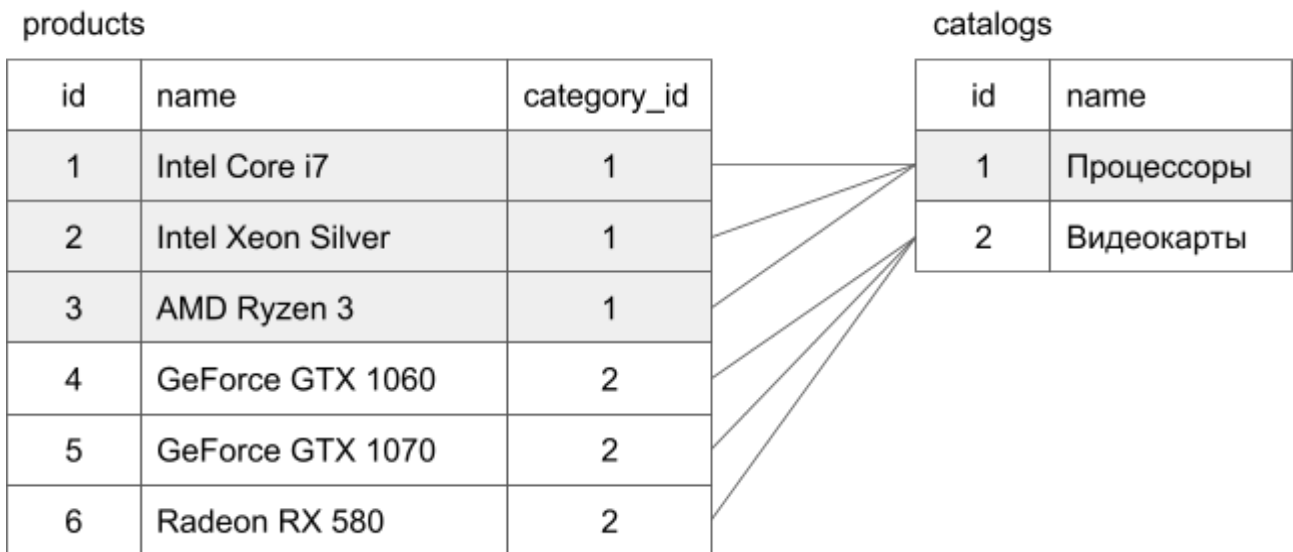 products
id name category_id
1 Intel Core i7 1
2 Intel Xeon Silver 1
3 AMD Ryzen 3 1
4 GeForce GTX 1060 2
5 GeForce GTX 1070 2
6 Radeon RX 580 2
catalogs
id name
1 Процессоры
2 Видеокарты